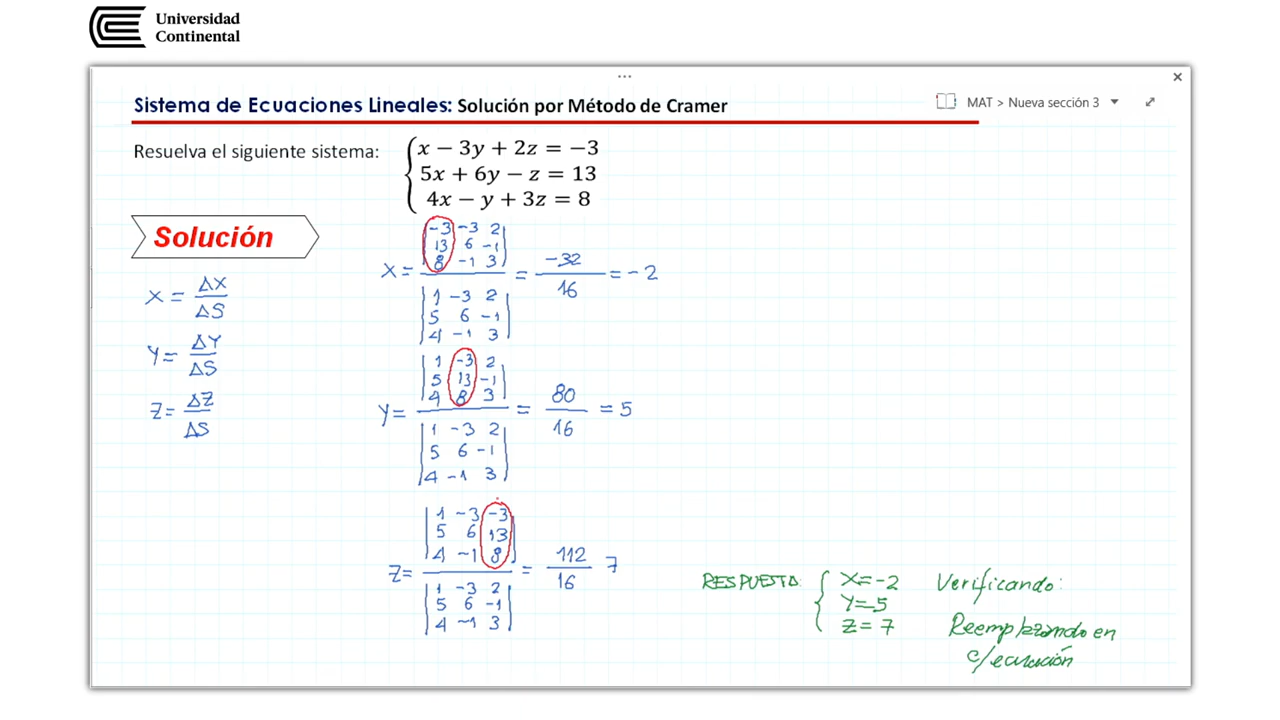 Universidad
Continental
Sistema de Ecuaciones Lineales: Solución por Método de Cramer
MAT > Nueva sección 3
Resuelva el siguiente sistema:
x − 3y + 2z = −3
5x + 6y − z = 13
4x − y + 3z = 8
Solución
X = ΔX / ΔS
Y = ΔY / ΔS
Z = ΔZ / ΔS
-3 -3 2
13 6 -1
8 -1 3
X = = -32 / 16 = -2
1 -3 2
5 6 -1
4 -1 3
1 -3 2
5 13 -1
4 8 3
Y = = 80 / 16 = 5
1 -3 2
5 6 -1
4 -1 3
1 -3 -3
5 6 13
4 -1 8
Z = = 112 / 16 7
1 -3 2
5 6 -1
4 -1 3
RESPUESTA:
X = -2
Y = 5
Z = 7
Verificando:
Reemplazando en
c/ecuación